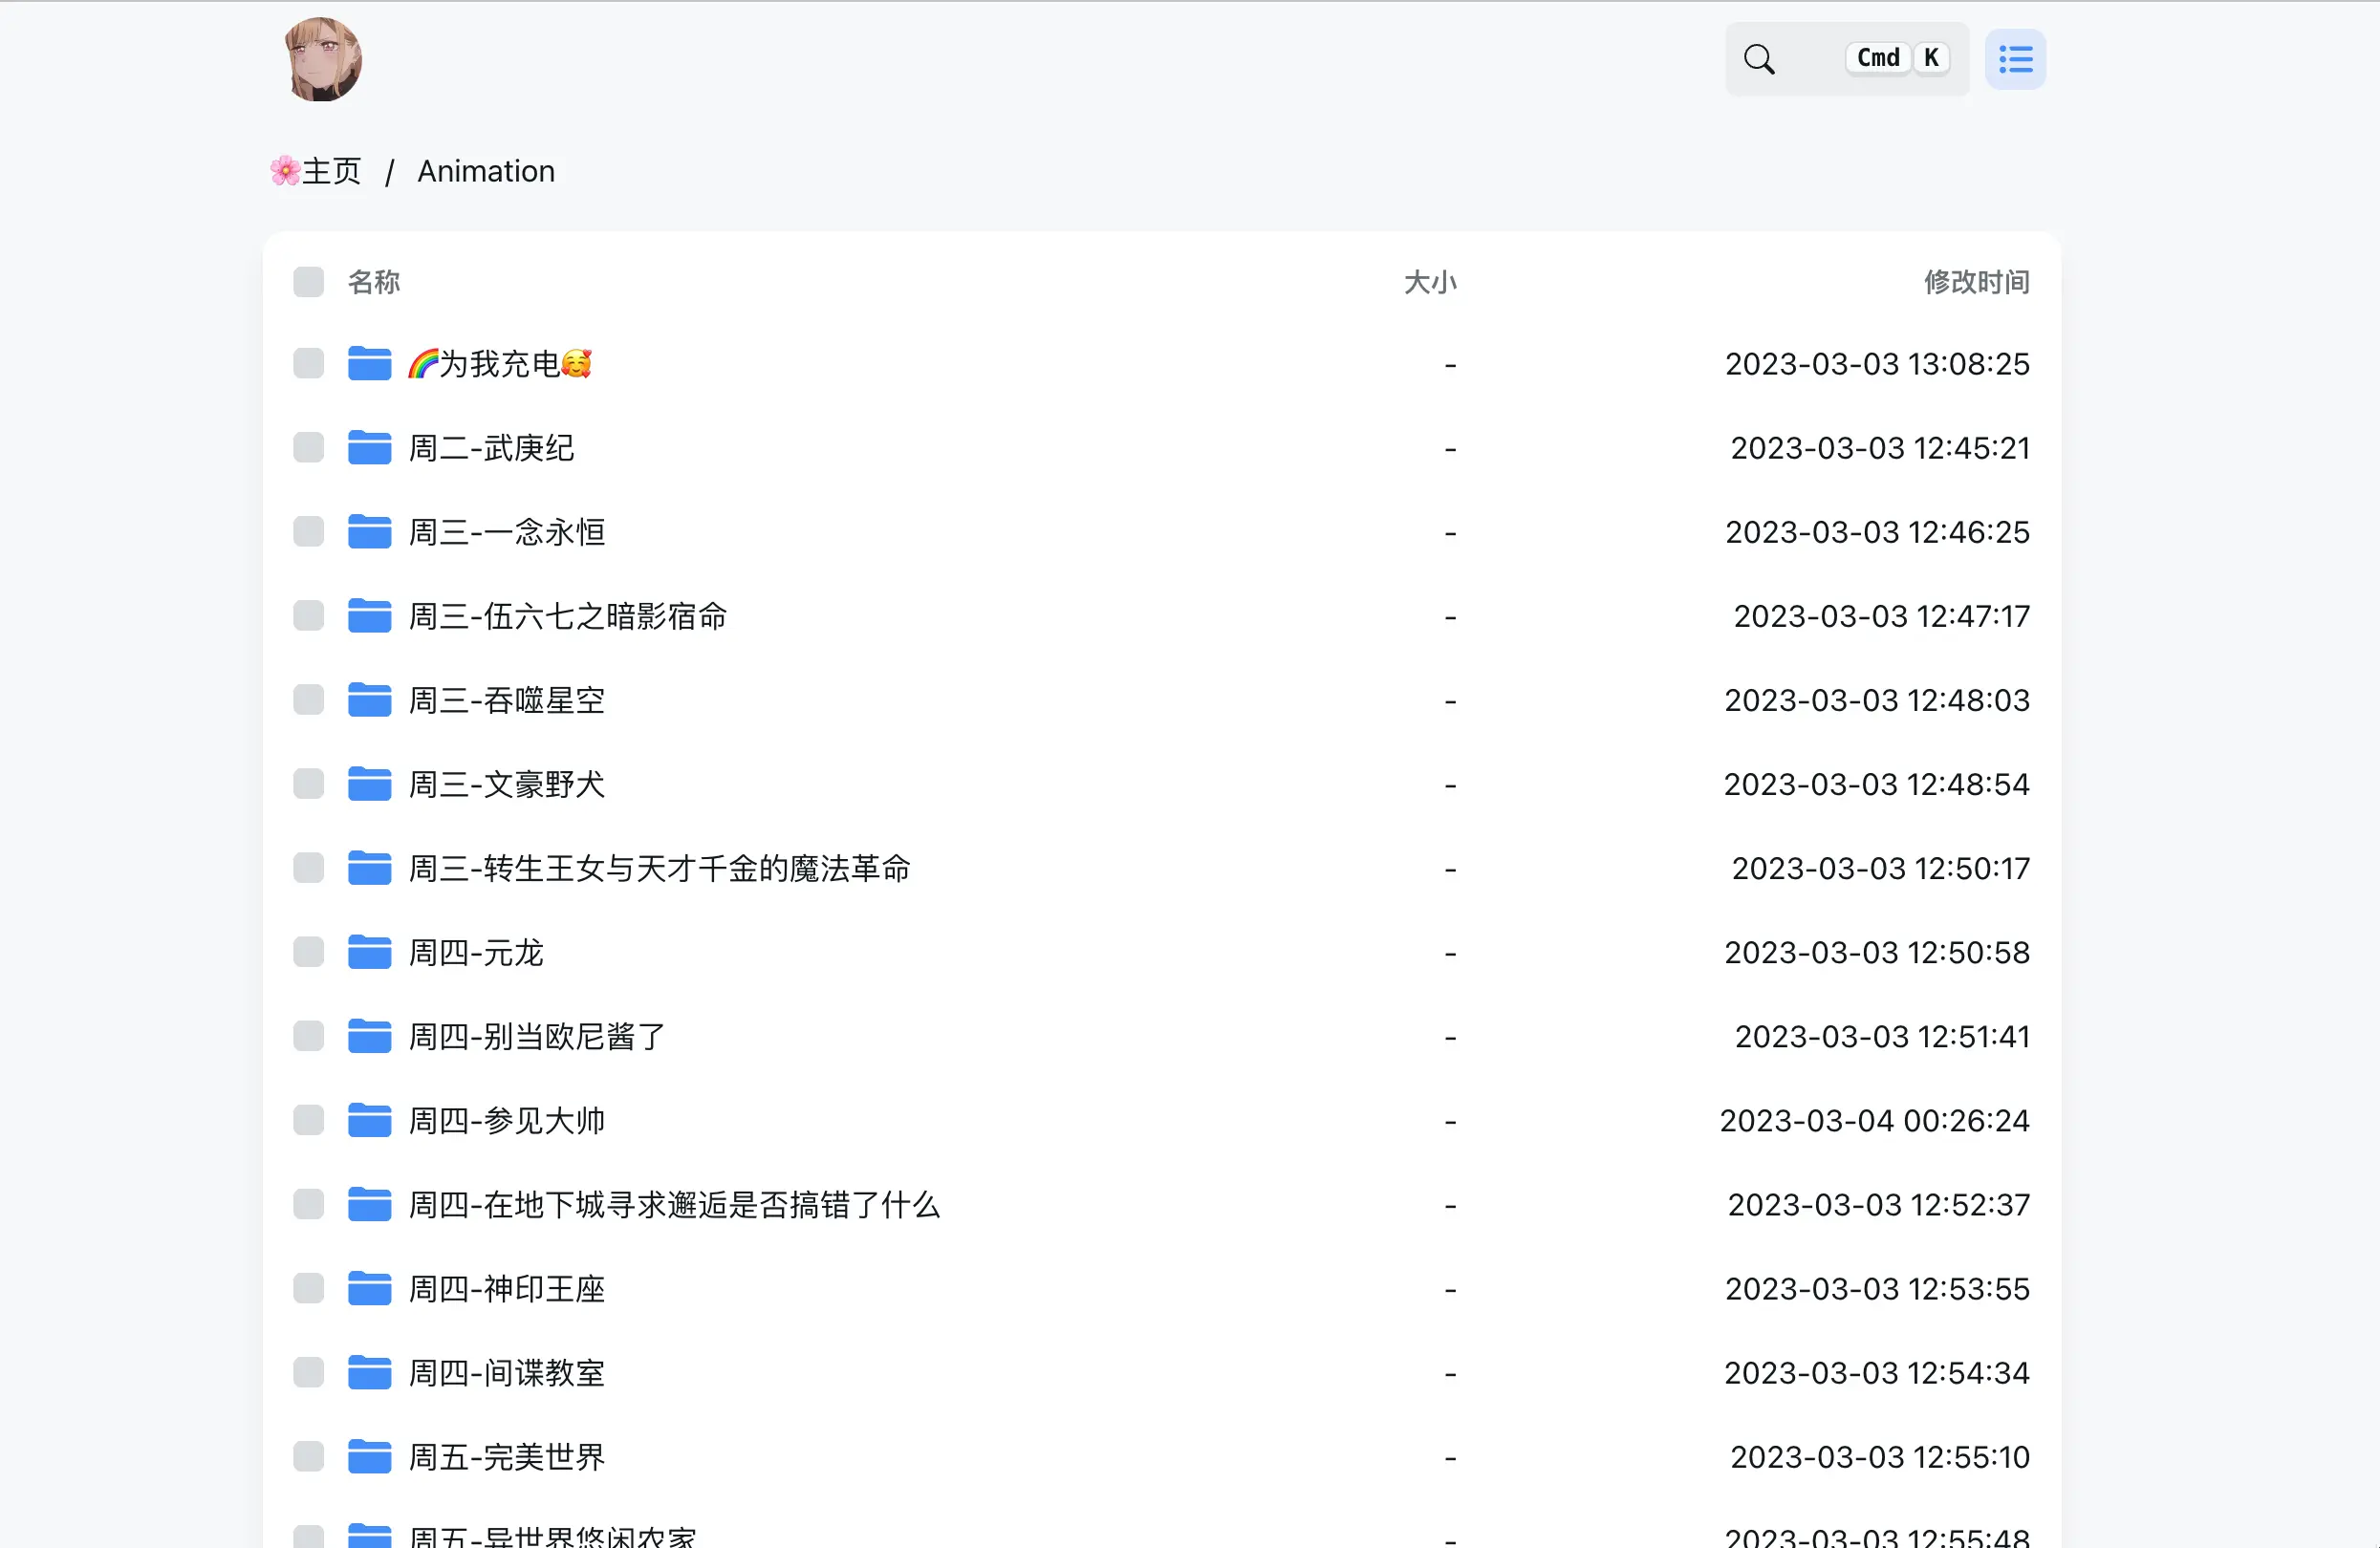 Cmd K
🌸主页 / Animation
名称 大小 修改时间
🌈为我充电🥰 - 2023-03-03 13:08:25
周二-武庚纪 - 2023-03-03 12:45:21
周三-一念永恒 - 2023-03-03 12:46:25
周三-伍六七之暗影宿命 - 2023-03-03 12:47:17
周三-吞噬星空 - 2023-03-03 12:48:03
周三-文豪野犬 - 2023-03-03 12:48:54
周三-转生王女与天才千金的魔法革命 - 2023-03-03 12:50:17
周四-元龙 - 2023-03-03 12:50:58
周四-别当欧尼酱了 - 2023-03-03 12:51:41
周四-参见大帅 - 2023-03-04 00:26:24
周四-在地下城寻求邂逅是否搞错了什么 - 2023-03-03 12:52:37
周四-神印王座 - 2023-03-03 12:53:55
周四-间谍教室 - 2023-03-03 12:54:34
周五-完美世界 - 2023-03-03 12:55:10
周五-异世界悠闲农家 - 2023-03-03 12:55:48